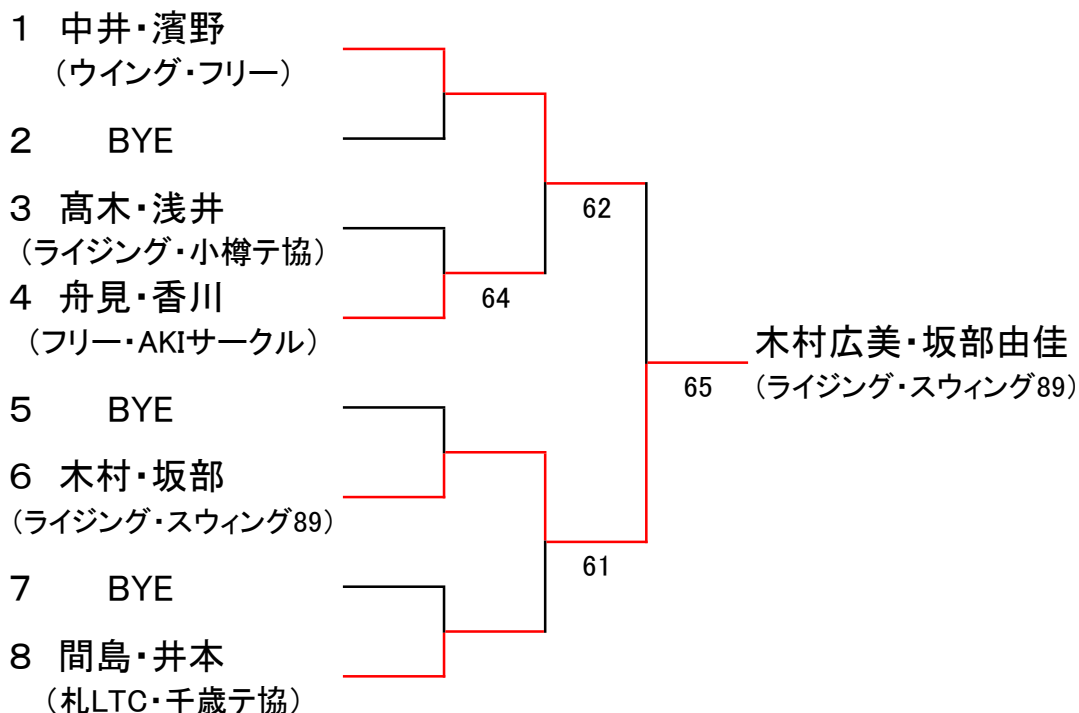 1 中井・濱野
（ウイング・フリー）
2 BYE
3 髙木・浅井
（ライジング・小樽テ協）
4 舟見・香川
（フリー・AKIサークル）
5 BYE
6 木村・坂部
（ライジング・スウィング89）
7 BYE
8 間島・井本
（札LTC・千歳テ協）
64
62
61
65
木村広美・坂部由佳
（ライジング・スウィング89）